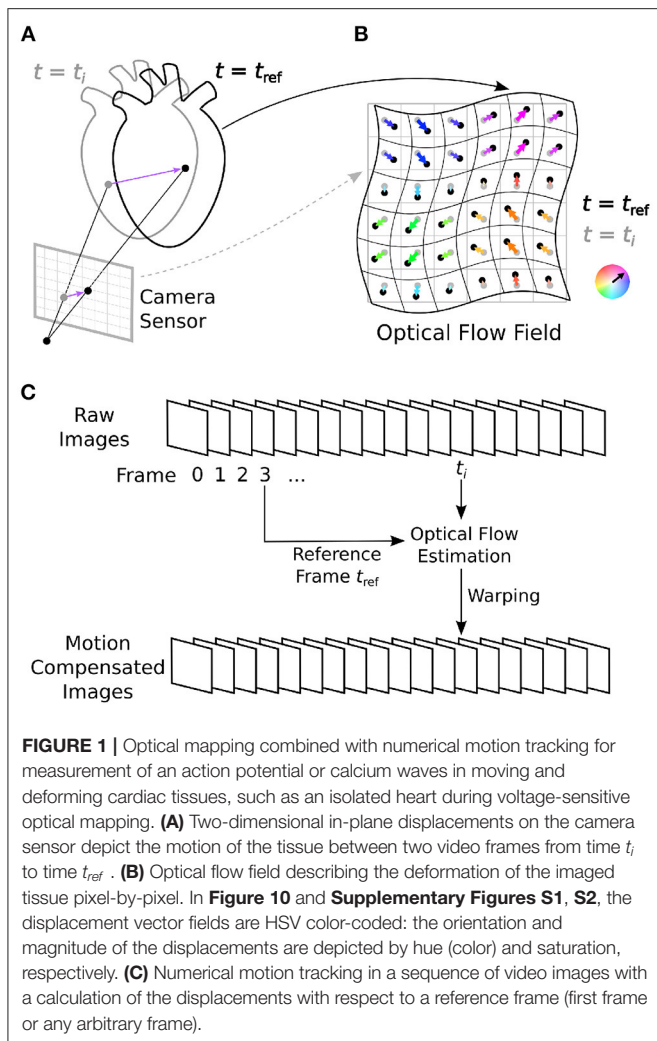 A
B
t = t_i
t = t_ref
Camera
Sensor
t = t_ref
t = t_i
Optical Flow Field
C
Raw
Images
Frame 0 1 2 3 ...
t_i
Reference
Frame t_ref
Optical Flow
Estimation
Warping
Motion
Compensated
Images
FIGURE 1 | Optical mapping combined with numerical motion tracking for
measurement of an action potential or calcium waves in moving and
deforming cardiac tissues, such as an isolated heart during voltage-sensitive
optical mapping. (A) Two-dimensional in-plane displacements on the camera
sensor depict the motion of the tissue between two video frames from time t_i
to time t_ref . (B) Optical flow field describing the deformation of the imaged
tissue pixel-by-pixel. In Figure 10 and Supplementary Figures S1, S2, the
displacement vector fields are HSV color-coded: the orientation and
magnitude of the displacements are depicted by hue (color) and saturation,
respectively. (C) Numerical motion tracking in a sequence of video images with
a calculation of the displacements with respect to a reference frame (first frame
or any arbitrary frame).